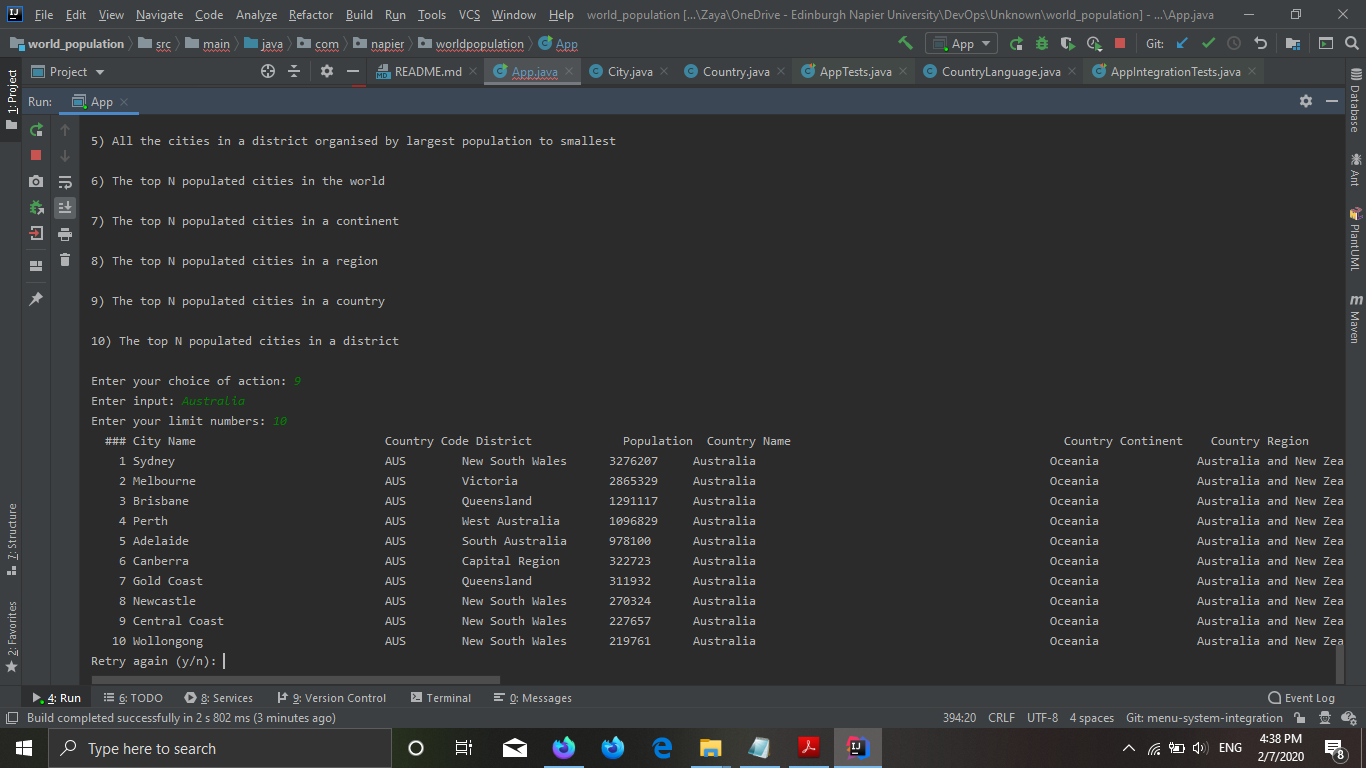 File Edit View Navigate Code Analyze Refactor Build Run Tools VCS Window Help world_population [...\Zaya\OneDrive - Edinburgh Napier University\DevOps\Unknown\world_population] - ...\App.java
world_population src main java com napier worldpopulation App App Git:
1: Project Project README.md App.java City.java Country.java AppTests.java CountryLanguage.java AppIntegrationTests.java Database
Run: App
5) All the cities in a district organised by largest population to smallest
6) The top N populated cities in the world Ant
7) The top N populated cities in a continent
8) The top N populated cities in a region PlantUML
9) The top N populated cities in a country
m Maven
10) The top N populated cities in a district
Enter your choice of action: 9
Enter input: Australia
Enter your limit numbers: 10
### City Name Country Code District Population Country Name Country Continent Country Region
1 Sydney AUS New South Wales 3276207 Australia Oceania Australia and New Zea
2 Melbourne AUS Victoria 2865329 Australia Oceania Australia and New Zea
3 Brisbane AUS Queensland 1291117 Australia Oceania Australia and New Zea
4 Perth AUS West Australia 1096829 Australia Oceania Australia and New Zea
5 Adelaide AUS South Australia 978100 Australia Oceania Australia and New Zea
6 Canberra AUS Capital Region 322723 Australia Oceania Australia and New Zea
7 Gold Coast AUS Queensland 311932 Australia Oceania Australia and New Zea
8 Newcastle AUS New South Wales 270324 Australia Oceania Australia and New Zea
9 Central Coast AUS New South Wales 227657 Australia Oceania Australia and New Zea
10 Wollongong AUS New South Wales 219761 Australia Oceania Australia and New Zea
Retry again (y/n):
7: Structure
2: Favorites
4: Run 6: TODO 8: Services 9: Version Control Terminal 0: Messages Event Log
Build completed successfully in 2 s 802 ms (3 minutes ago) 394:20 CRLF UTF-8 4 spaces Git: menu-system-integration
Type here to search ENG 4:38 PM
2/7/2020 8